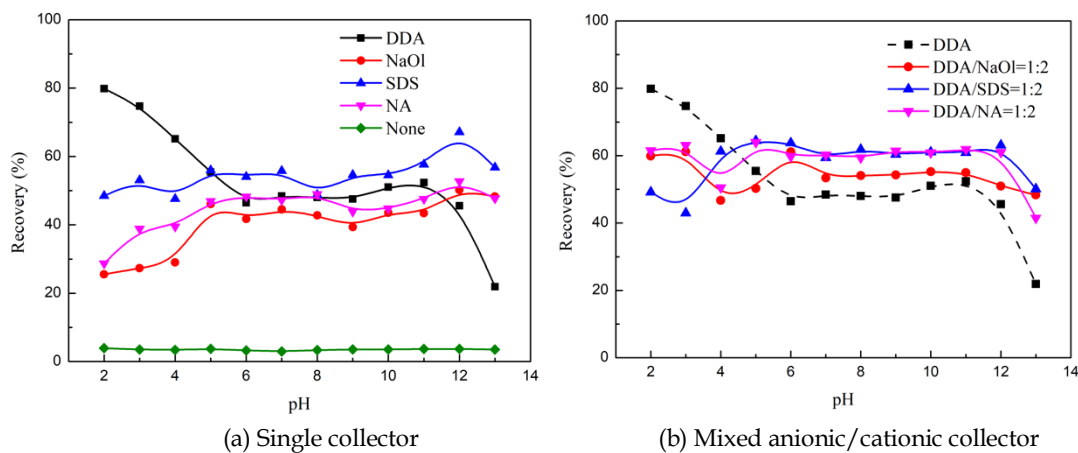 100
80
60
40
20
0
Recovery (%)
2 4 6 8 10 12 14
pH
DDA
NaOl
SDS
NA
None
(a) Single collector
100
80
60
40
20
0
Recovery (%)
2 4 6 8 10 12 14
pH
DDA
DDA/NaOl=1:2
DDA/SDS=1:2
DDA/NA=1:2
(b) Mixed anionic/cationic collector